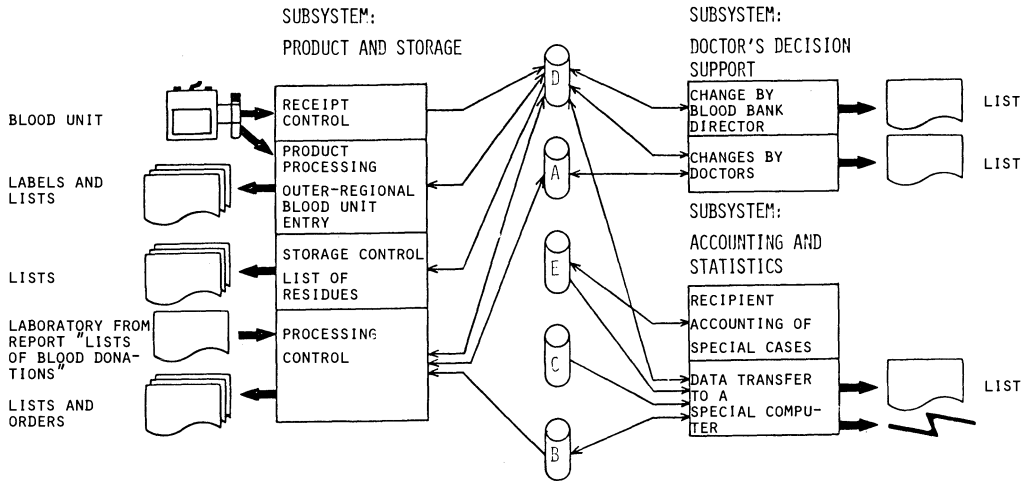 SUBSYSTEM:
PRODUCT AND STORAGE
BLOOD UNIT
LABELS AND
LISTS
LISTS
LABORATORY FROM
REPORT "LISTS
OF BLOOD DONA-
TIONS"
LISTS AND
ORDERS
RECEIPT
CONTROL
PRODUCT
PROCESSING
OUTER-REGIONAL
BLOOD UNIT
ENTRY
STORAGE CONTROL
LIST OF
RESIDUES
PROCESSING
CONTROL
D
A
E
C
B
SUBSYSTEM:
DOCTOR'S DECISION
SUPPORT
CHANGE BY
BLOOD BANK
DIRECTOR
LIST
CHANGES BY
DOCTORS
LIST
SUBSYSTEM:
ACCOUNTING AND
STATISTICS
RECIPIENT
ACCOUNTING OF
SPECIAL CASES
DATA TRANSFER
TO A
SPECIAL COMPU-
TER
LIST